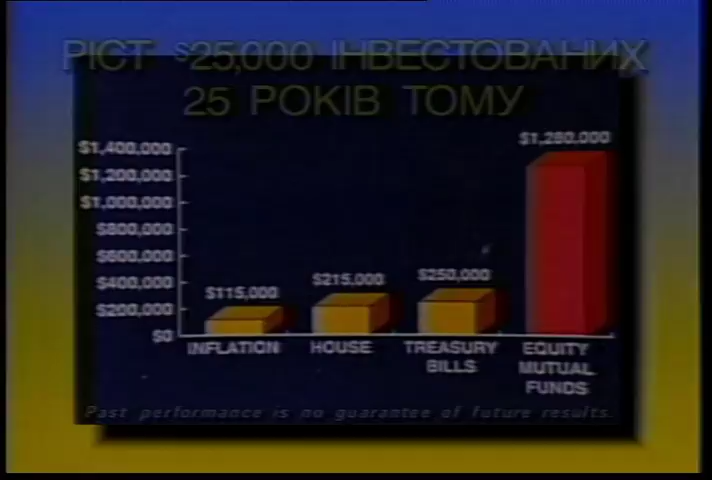 РІСТ $25,000 ІНВЕСТОВАНИХ
25 РОКІВ ТОМУ
$1,280,000
$1,400,000
$1,200,000
$1,000,000
$800,000
$600,000
$400,000
$200,000
$0
$115,000
$215,000
$250,000
INFLATION
HOUSE
TREASURY
BILLS
EQUITY
MUTUAL
FUNDS
Past performance is no guarantee of future results.